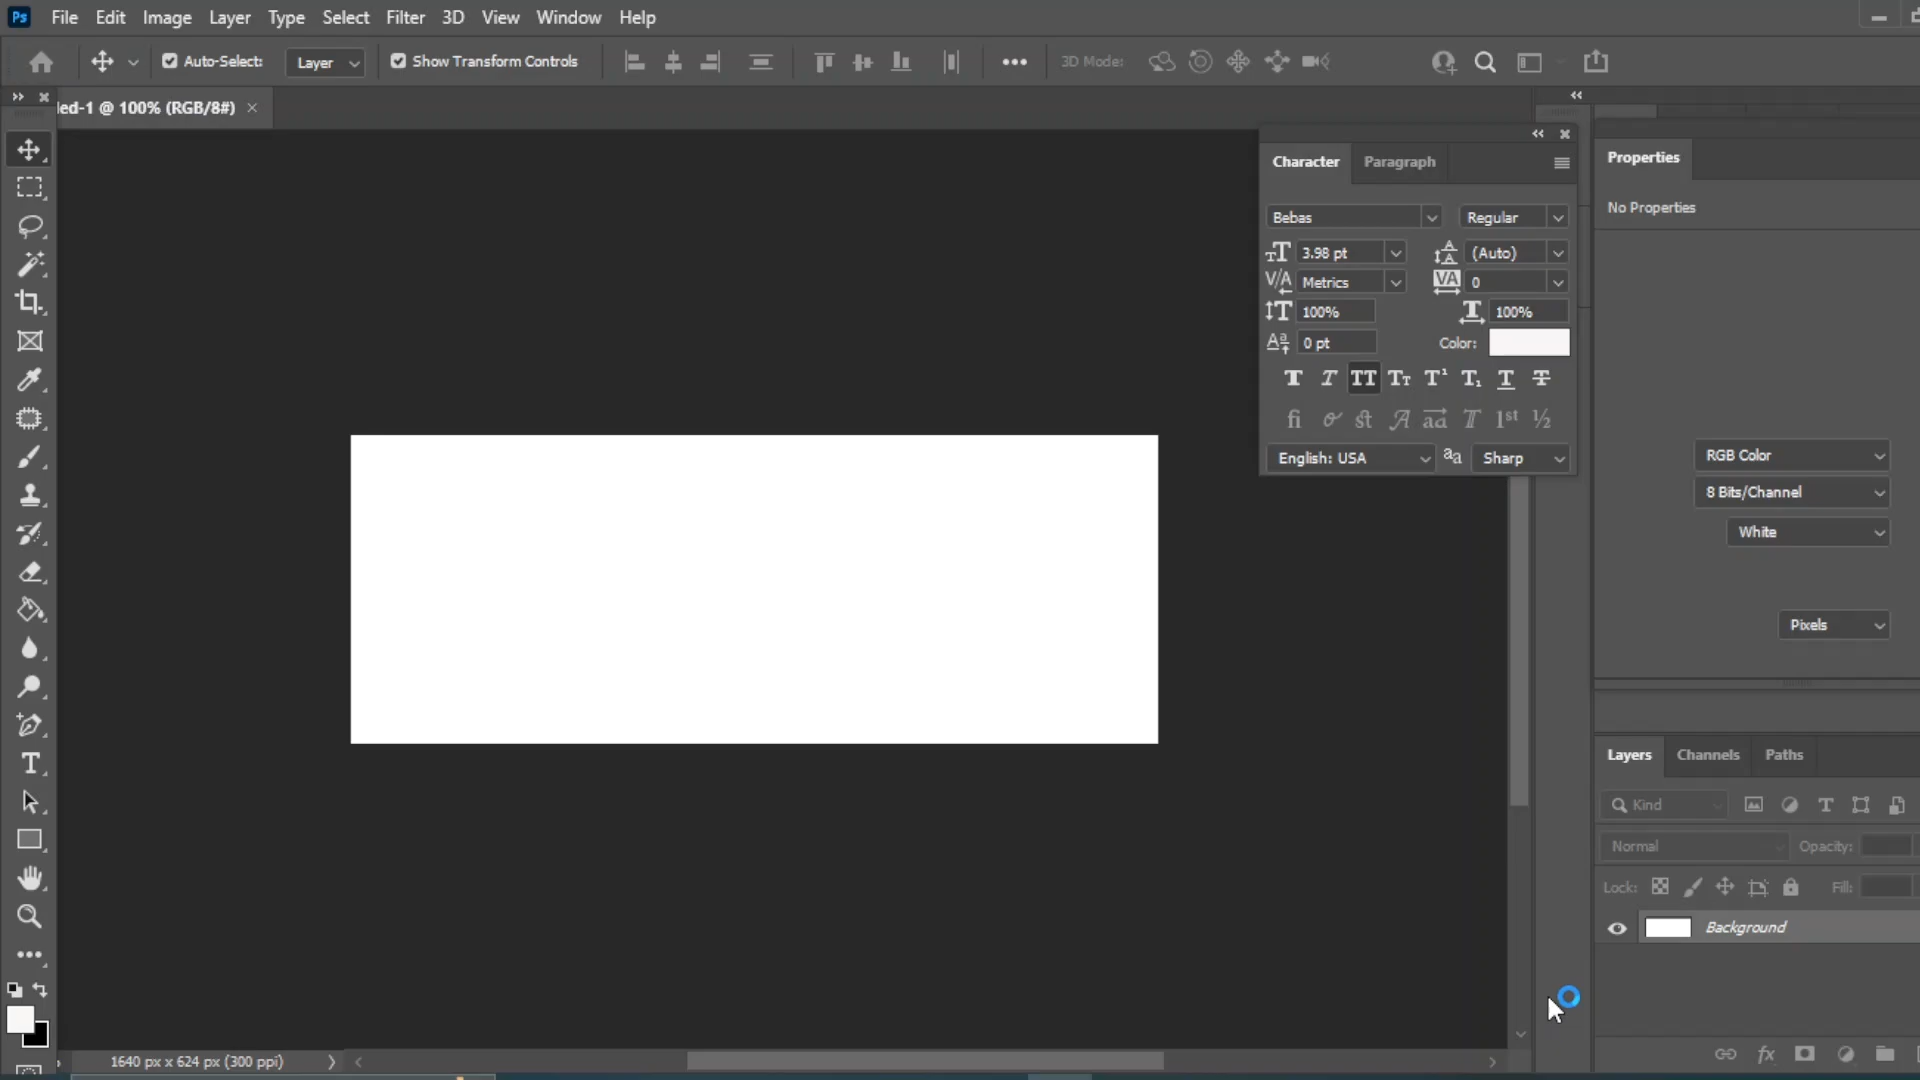 Ps File Edit Image Layer Type Select Filter 3D View Window Help
Auto-Select: Layer Show Transform Controls 3D Mode:
led-1 @ 100% (RGB/8#)
Character Paragraph
Bebas Regular
3.98 pt (Auto)
Metrics 0
100% 100%
0 pt Color:
English: USA Sharp
Properties
No Properties
RGB Color
8 Bits/Channel
White
Pixels
Layers Channels Paths
Kind
Normal Opacity:
Lock: Fill:
Background
1640 px x 624 px (300 ppi)